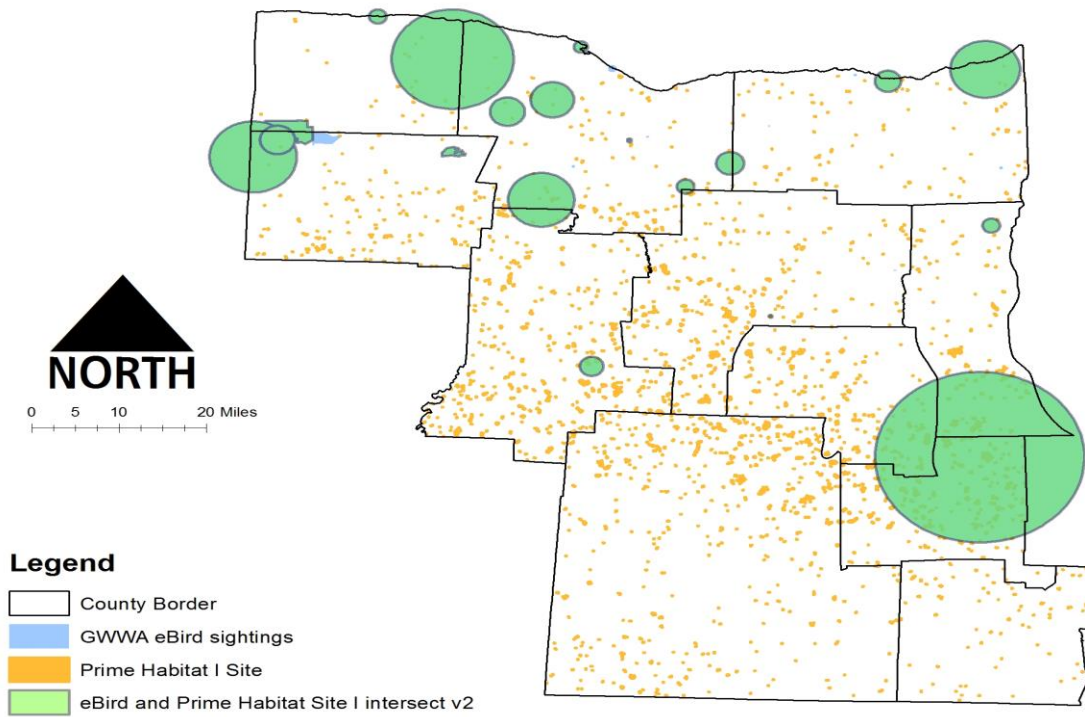 NORTH
0 5 10 20 Miles
Legend
County Border
GWWA eBird sightings
Prime Habitat I Site
eBird and Prime Habitat Site I intersect v2